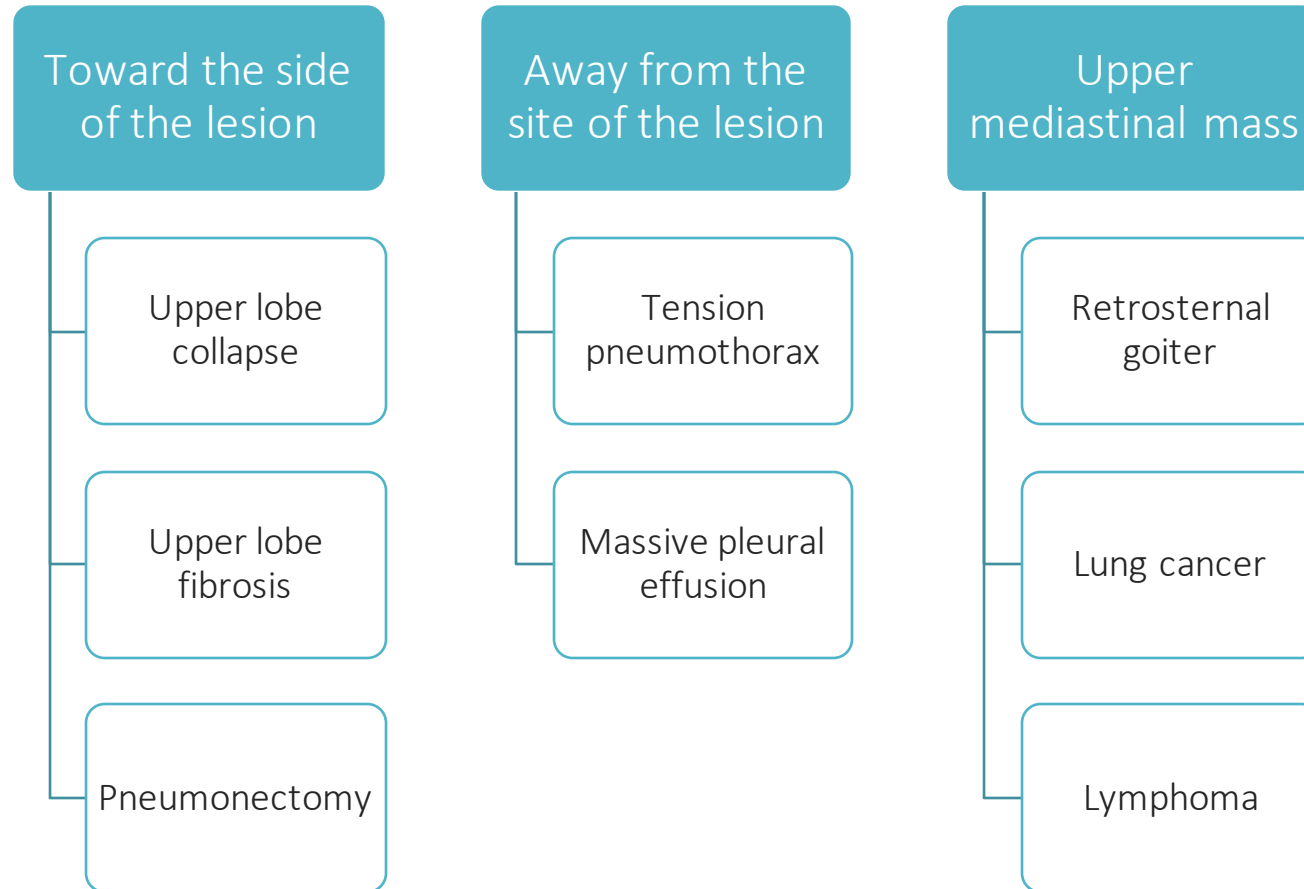 Toward the side
of the lesion
Upper lobe
collapse
Upper lobe
fibrosis
Pneumonectomy
Away from the
site of the lesion
Tension
pneumothorax
Massive pleural
effusion
Upper
mediastinal mass
Retrosternal
goiter
Lung cancer
Lymphoma